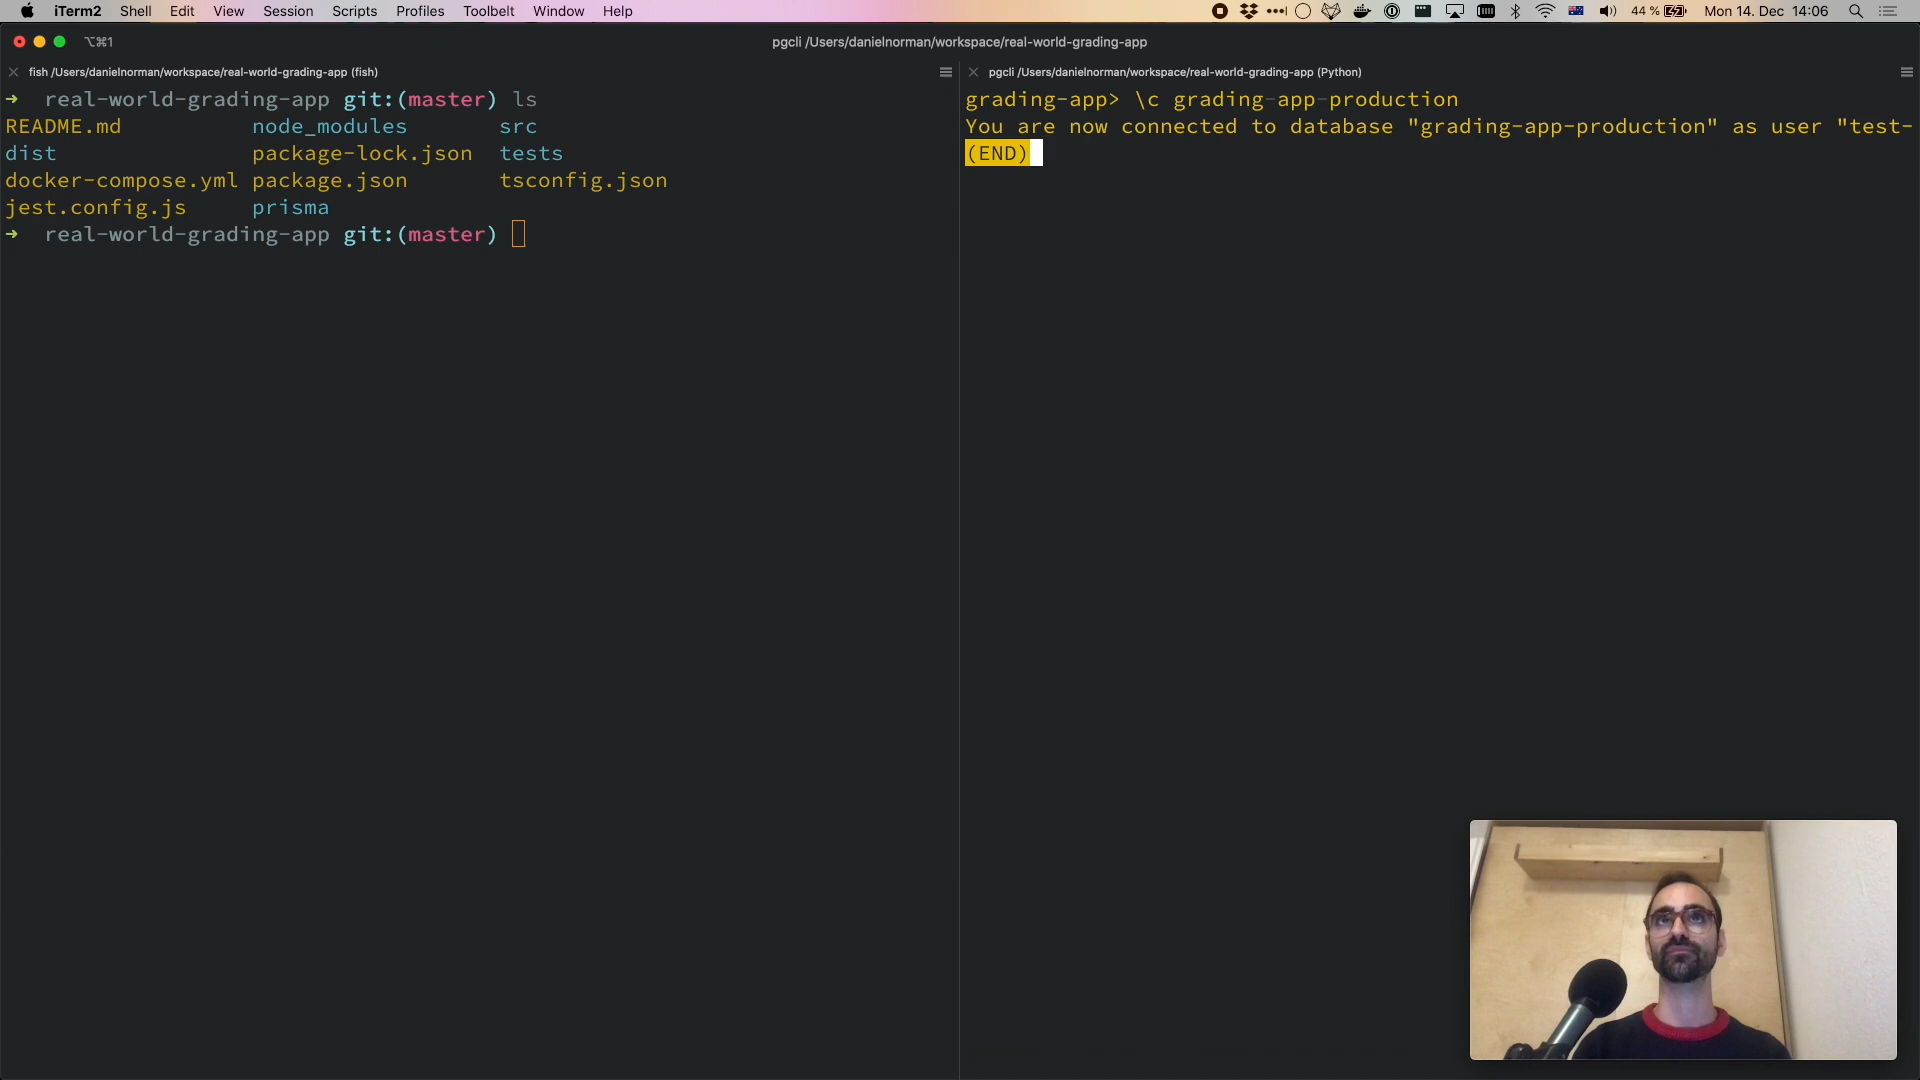 iTerm2 Shell Edit View Session Scripts Profiles Toolbelt Window Help 44 % Mon 14. Dec 14:06
⌥⌘1 pgcli /Users/danielnorman/workspace/real-world-grading-app
fish /Users/danielnorman/workspace/real-world-grading-app (fish)
→ real-world-grading-app git:(master) ls
README.md node_modules src
dist package-lock.json tests
docker-compose.yml package.json tsconfig.json
jest.config.js prisma
→ real-world-grading-app git:(master)
pgcli /Users/danielnorman/workspace/real-world-grading-app (Python)
grading-app> \c grading-app-production
You are now connected to database "grading-app-production" as user "test-
(END)